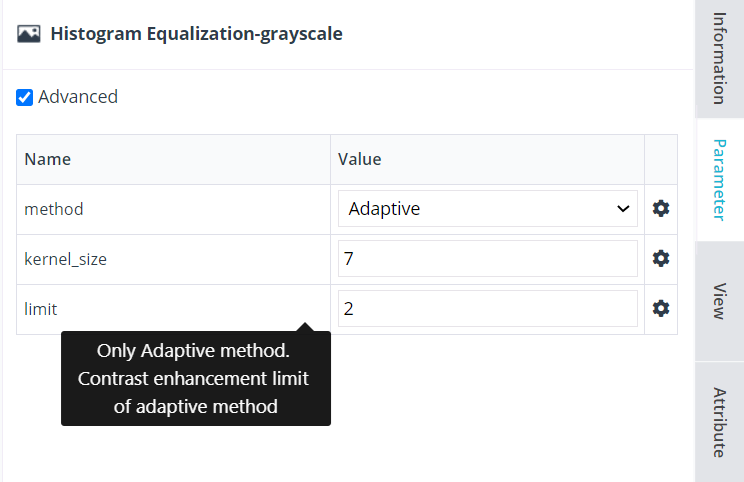 Histogram Equalization-grayscale
Advanced
Name Value
method Adaptive
kernel_size 7
limit 2
Only Adaptive method.
Contrast enhancement limit
of adaptive method
Information
Parameter
View
Attribute